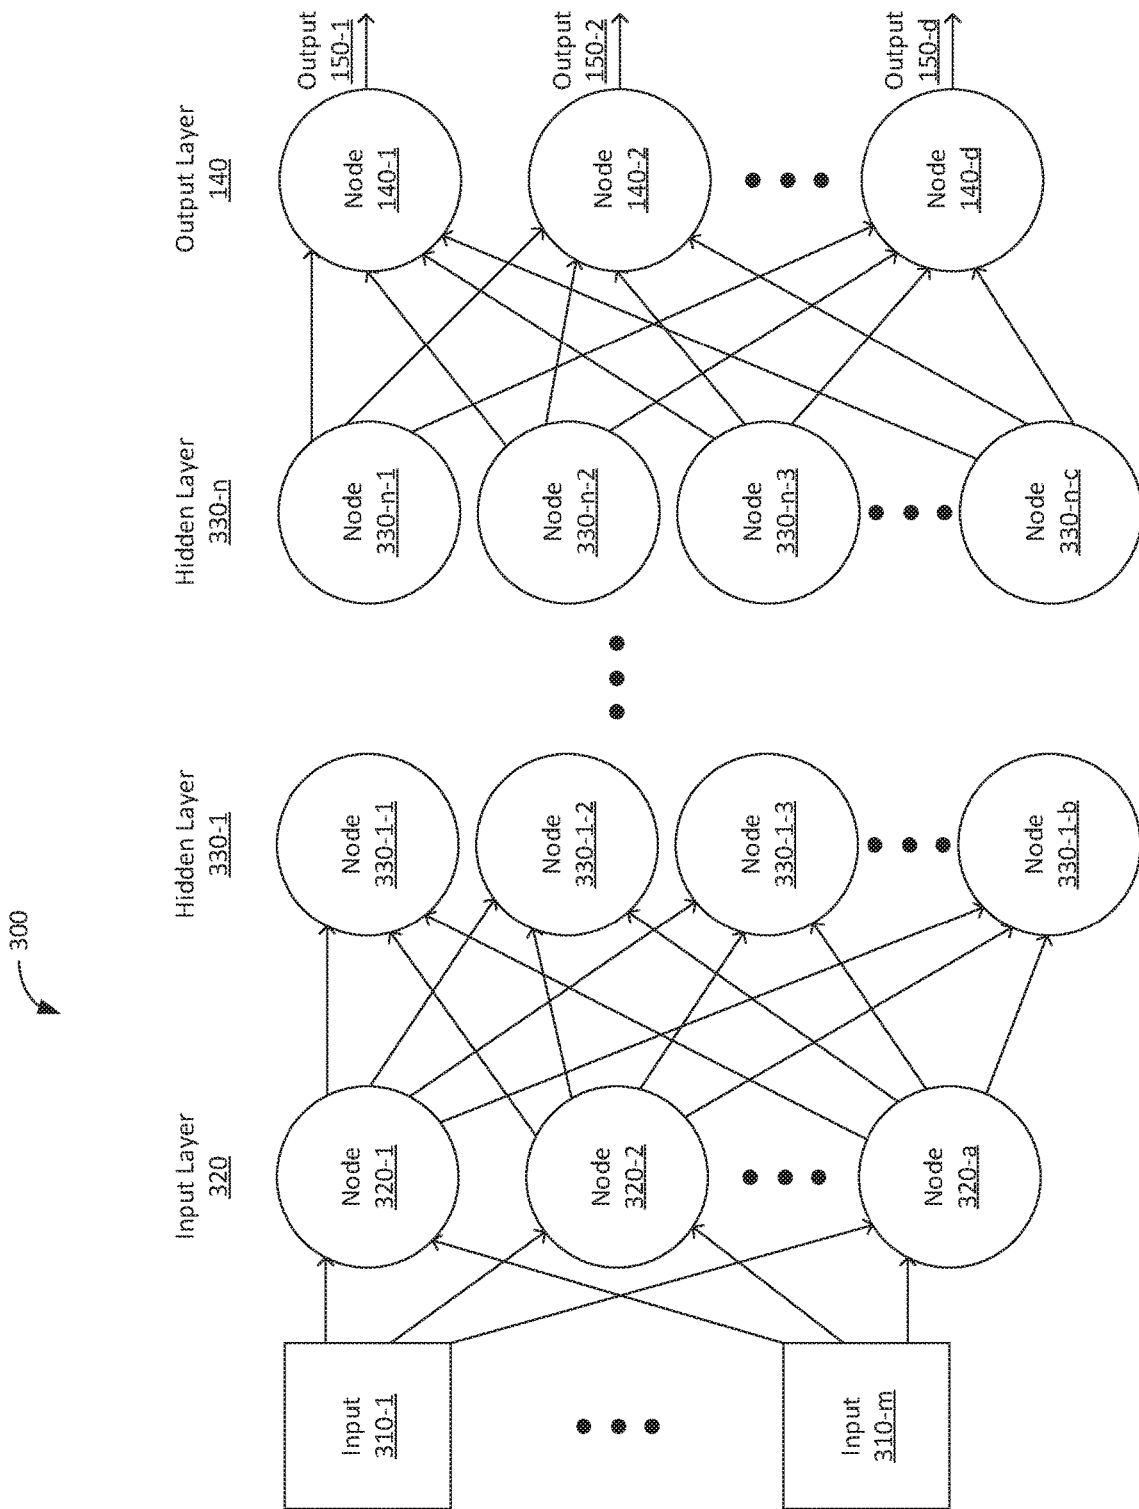 300
Input Layer
320
Hidden Layer
330-1
Hidden Layer
330-n
Output Layer
140
Input
310-1
Input
310-m
Node
320-1
Node
320-2
Node
320-a
Node
330-1-1
Node
330-1-2
Node
330-1-3
Node
330-1-b
Node
330-n-1
Node
330-n-2
Node
330-n-3
Node
330-n-c
Node
140-1
Node
140-2
Node
140-d
Output
150-1
Output
150-2
Output
150-d